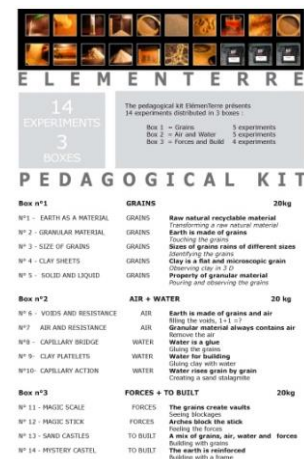 ELEMENTERRE
14
EXPERIMENTS
3
BOXES
The pedagogical kit ElémenTerre présents
14 experiments distributed in 3 boxes :
Box 1 = Grains 5 experiments
Box 2 = Air and Water 5 experiments
Box 3 = Forces and Build 4 experiments
PEDAGOGICAL KIT
Box n°1 GRAINS 20kg
N°1 - EARTH AS A MATERIAL GRAINS Raw natural recyclable material
Transforming a raw natural material
N° 2 - GRANULAR MATERIAL GRAINS Earth is made of grains
Touching the grains
N° 3 - SIZE OF GRAINS GRAINS Sizes of grains rains of different sizes
Identifying the grains
N° 4 - CLAY SHEETS GRAINS Clay is a flat and microscopic grain
Observing clay in 3 D
N° 5 - SOLID AND LIQUID GRAINS Property of granular material
Pouring and observing the grains
Box n°2 AIR + WATER 20 kg
N° 6 - VOIDS AND RESISTANCE AIR Earth is made of grains and air
filling the voids, 1+1 =?
N°7 AIR AND RESISTANCE AIR Granular material always contains air
Remove the air
N°8 - CAPILLARY BRIDGE WATER Water is a glue
Gluing the grains
N° 9- CLAY PLATELETS WATER Water for building
Gluing clay with water
N°10- CAPILLARY ACTION WATER Water rises grain by grain
Creating a sand stalagmite
Box n°3 FORCES + TO BUILT 20kg
N° 11 - MAGIC SCALE FORCES The grains create vaults
Seeing blockages
N° 12 - MAGIC STICK FORCES Arches block the stick
Feeling the forces
N° 13 - SAND CASTLES TO BUILT A mix of grains, air, water and forces
Building with grains
N° 14 - MYSTERY CASTEL TO BUILT The earth is reinforced
Building with a frame